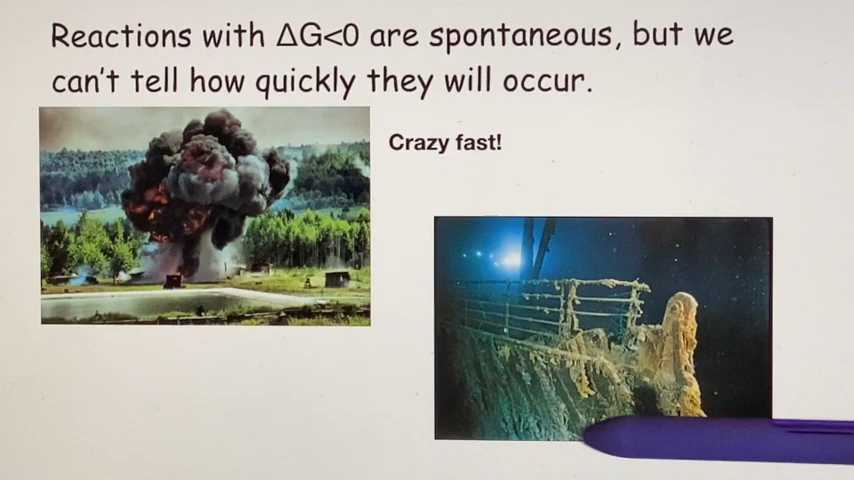 Reactions with ΔG<0 are spontaneous, but we
can't tell how quickly they will occur.
Crazy fast!